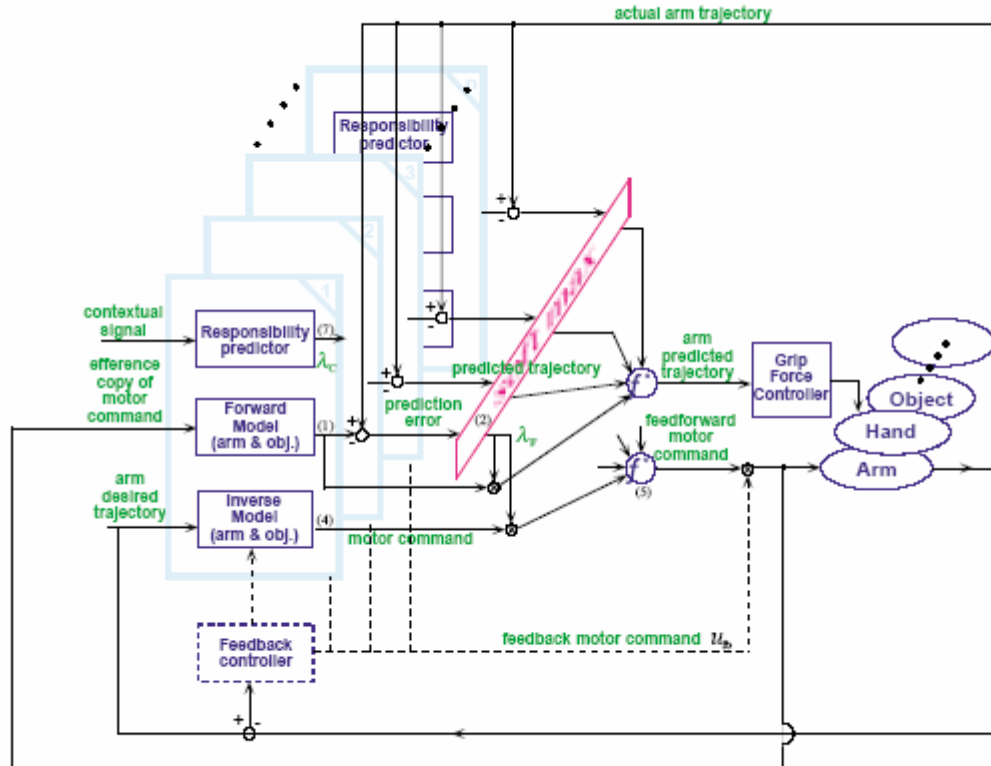 actual arm trajectory
n
Responsibility
predictor
3
2
1
contextual
signal
Responsibility
predictor
(7)
λC
efference
copy of
motor
command
Forward
Model
(arm & obj.)
(1)
+
-
prediction
error
predicted trajectory
soft max
(2)
λF
arm
predicted
trajectory
Grip
Force
Controller
Object
Hand
Arm
feedforward
motor
command
(5)
arm
desired
trajectory
Inverse
Model
(arm & obj.)
(4)
motor command
Feedback
controller
feedback motor command ufb
+ -